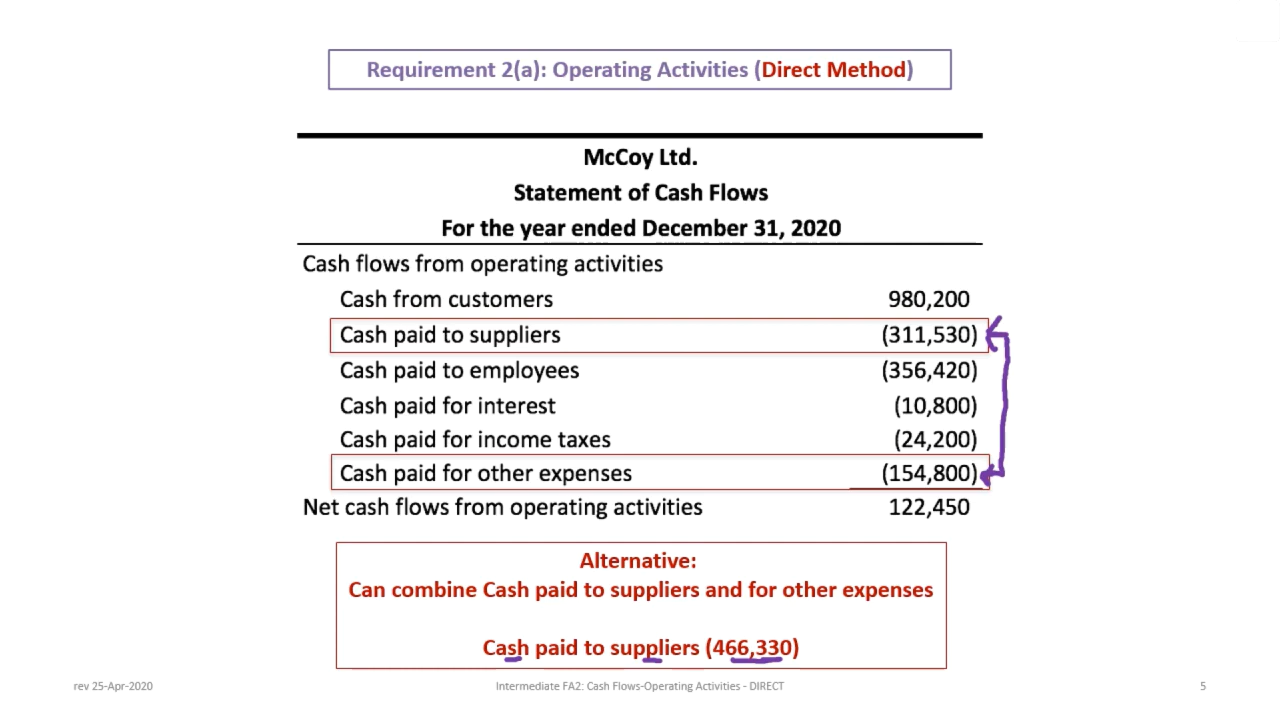 Requirement 2(a): Operating Activities (Direct Method)
McCoy Ltd.
Statement of Cash Flows
For the year ended December 31, 2020
Cash flows from operating activities
Cash from customers 980,200
Cash paid to suppliers (311,530)
Cash paid to employees (356,420)
Cash paid for interest (10,800)
Cash paid for income taxes (24,200)
Cash paid for other expenses (154,800)
Net cash flows from operating activities 122,450
Alternative:
Can combine Cash paid to suppliers and for other expenses
Cash paid to suppliers (466,330)
rev 25-Apr-2020 Intermediate FA2: Cash Flows-Operating Activities - DIRECT 5